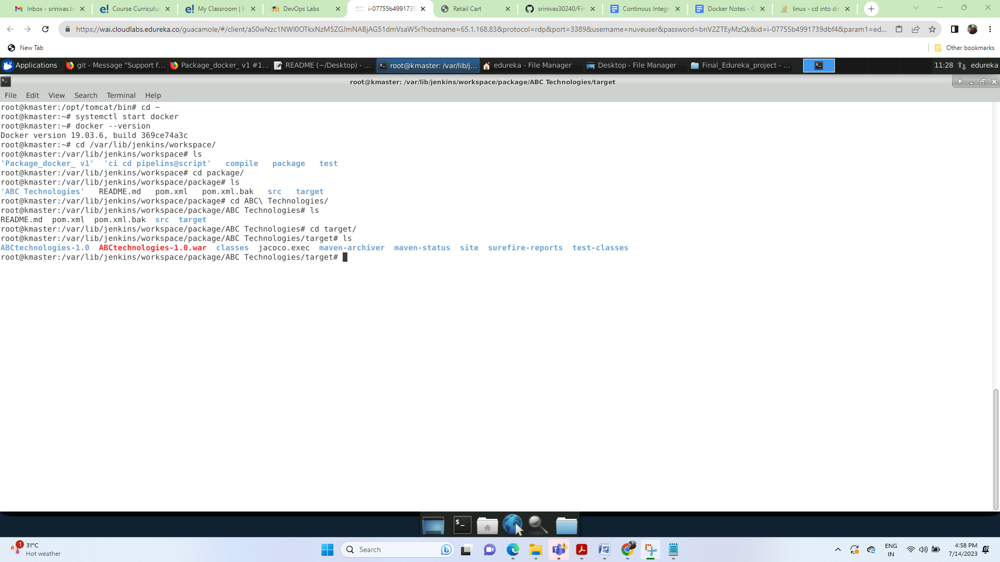 Inbox - srinivas.bo
Course Curriculum
My Classroom | E
DevOps Labs
i-07755b4991739
Retail Cart
srinivas30240/Fin
Continous Integra
Docker Notes - G
linux - cd into dir
https://wai.cloudlabs.edureka.co/guacamole/#/client/aS0wNzc1NWI0OTkxNzM5ZGJmNABjAG51dmVsaW5r?hostname=65.1.168.83&protocol=rdp&port=3389&username=nuveuser&password=bnV2ZTEyMzQk&id=i-07755b4991739dbf4&param1=ed...
New Tab
Other bookmarks
Applications
git - Message "Support f...
Package_docker_ v1 #1...
README (~/Desktop) - ...
root@kmaster: /var/lib/j...
edureka - File Manager
Desktop - File Manager
Final_Edureka_project - ...
11:28
edureka
root@kmaster: /var/lib/jenkins/workspace/package/ABC Technologies/target
File Edit View Search Terminal Help
root@kmaster:/opt/tomcat/bin# cd ~
root@kmaster:~# systemctl start docker
root@kmaster:~# docker --version
Docker version 19.03.6, build 369ce74a3c
root@kmaster:~# cd /var/lib/jenkins/workspace/
root@kmaster:/var/lib/jenkins/workspace# ls
'Package_docker_ v1' 'ci cd pipelins@script' compile package test
root@kmaster:/var/lib/jenkins/workspace# cd package/
root@kmaster:/var/lib/jenkins/workspace/package# ls
'ABC Technologies' README.md pom.xml pom.xml.bak src target
root@kmaster:/var/lib/jenkins/workspace/package# cd ABC\ Technologies/
root@kmaster:/var/lib/jenkins/workspace/package/ABC Technologies# ls
README.md pom.xml pom.xml.bak src target
root@kmaster:/var/lib/jenkins/workspace/package/ABC Technologies# cd target/
root@kmaster:/var/lib/jenkins/workspace/package/ABC Technologies/target# ls
ABCtechnologies-1.0 ABCtechnologies-1.0.war classes jacoco.exec maven-archiver maven-status site surefire-reports test-classes
root@kmaster:/var/lib/jenkins/workspace/package/ABC Technologies/target#
1
31°C
Hot weather
Search
ENG
IN
4:58 PM
7/14/2023